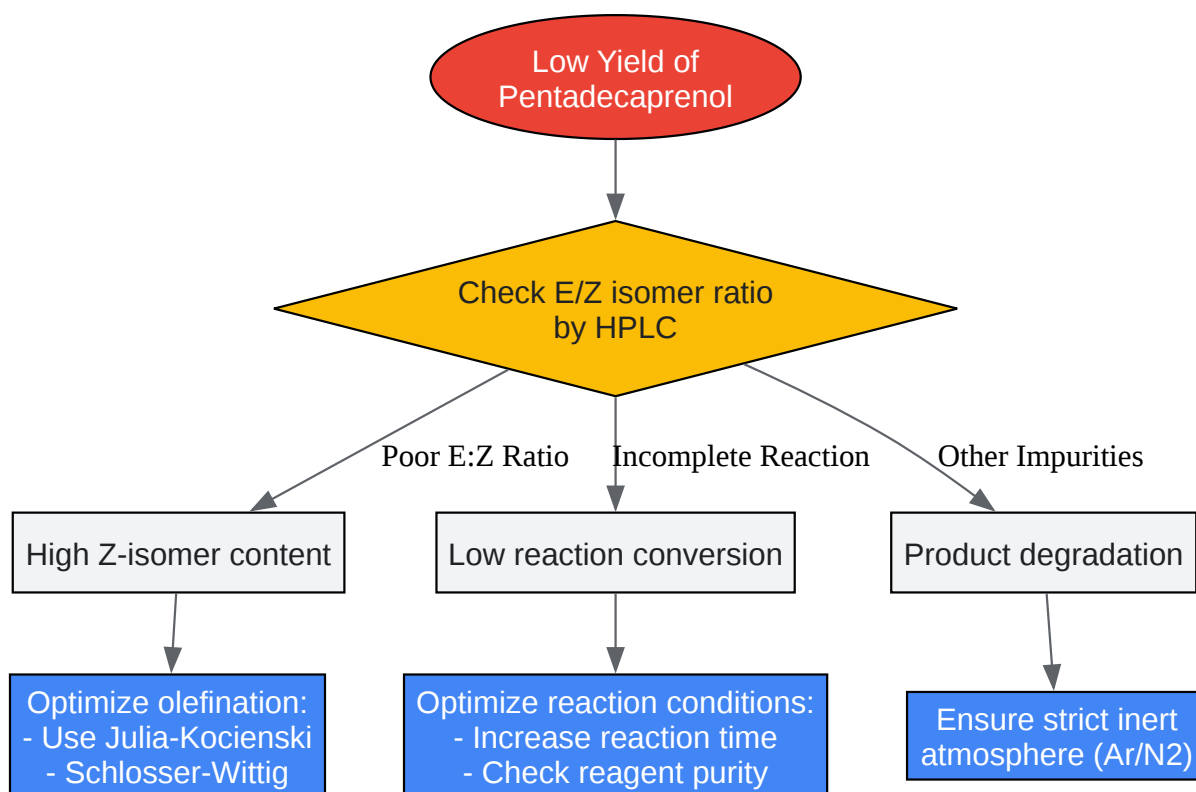 Low Yield of
Pentadecaprenol
Check E/Z isomer ratio
by HPLC
Poor E:Z Ratio
Incomplete Reaction
Other Impurities
High Z-isomer content
Low reaction conversion
Product degradation
Optimize olefination:
- Use Julia-Kocienski
- Schlosser-Wittig
Optimize reaction conditions:
- Increase reaction time
- Check reagent purity
Ensure strict inert
atmosphere (Ar/N2)